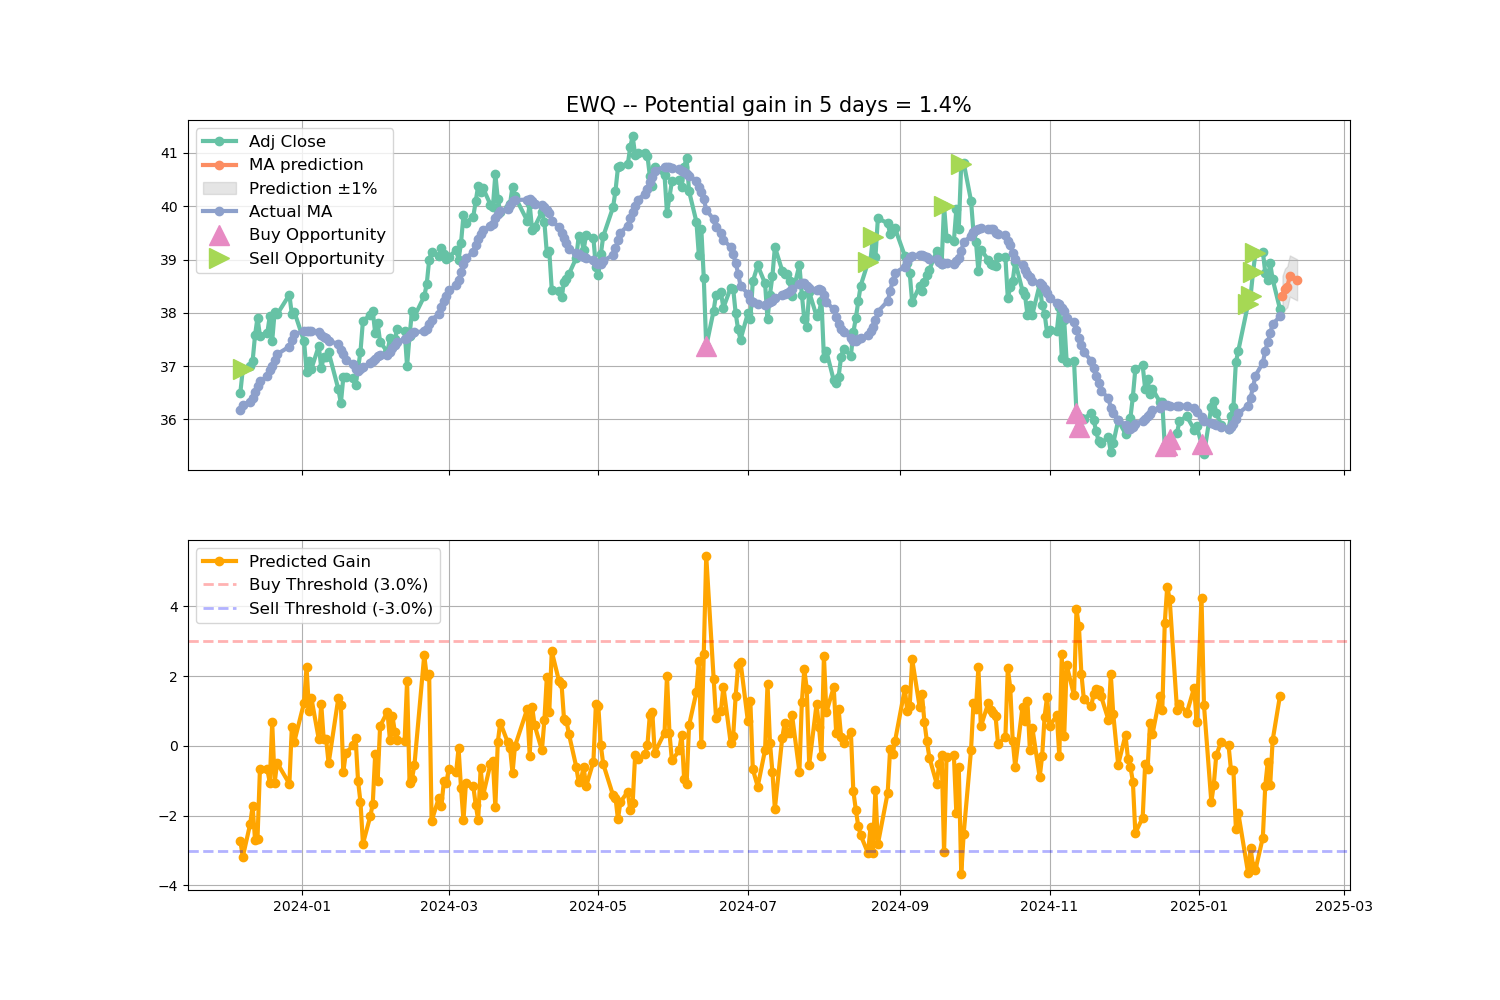 EWQ -- Potential gain in 5 days = 1.4%
Adj Close
MA prediction
Prediction ±1%
Actual MA
Buy Opportunity
Sell Opportunity
41
40
39
38
37
36
Predicted Gain
Buy Threshold (3.0%)
Sell Threshold (-3.0%)
4
2
0
−2
−4
2024-01
2024-03
2024-05
2024-07
2024-09
2024-11
2025-01
2025-03